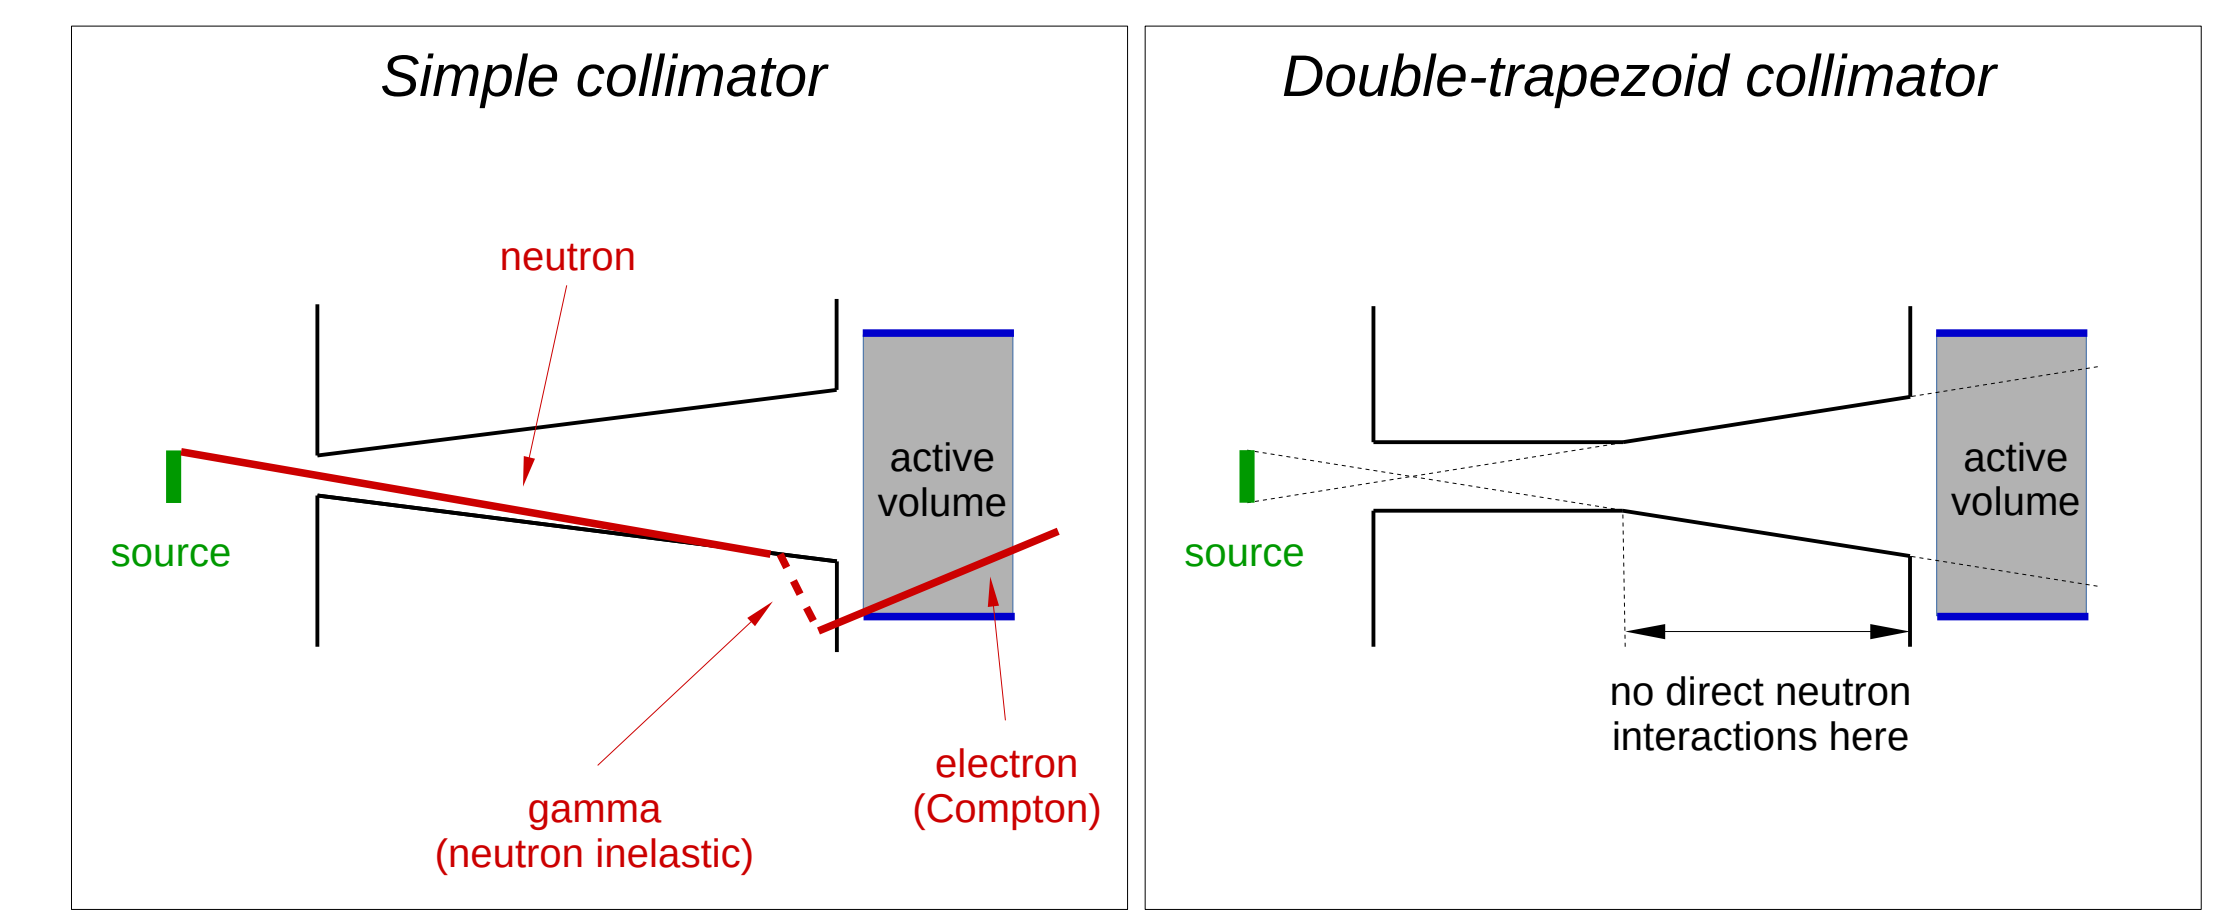 Simple collimator
neutron
source
active
volume
gamma
(neutron inelastic)
electron
(Compton)
Double-trapezoid collimator
source
active
volume
no direct neutron
interactions here